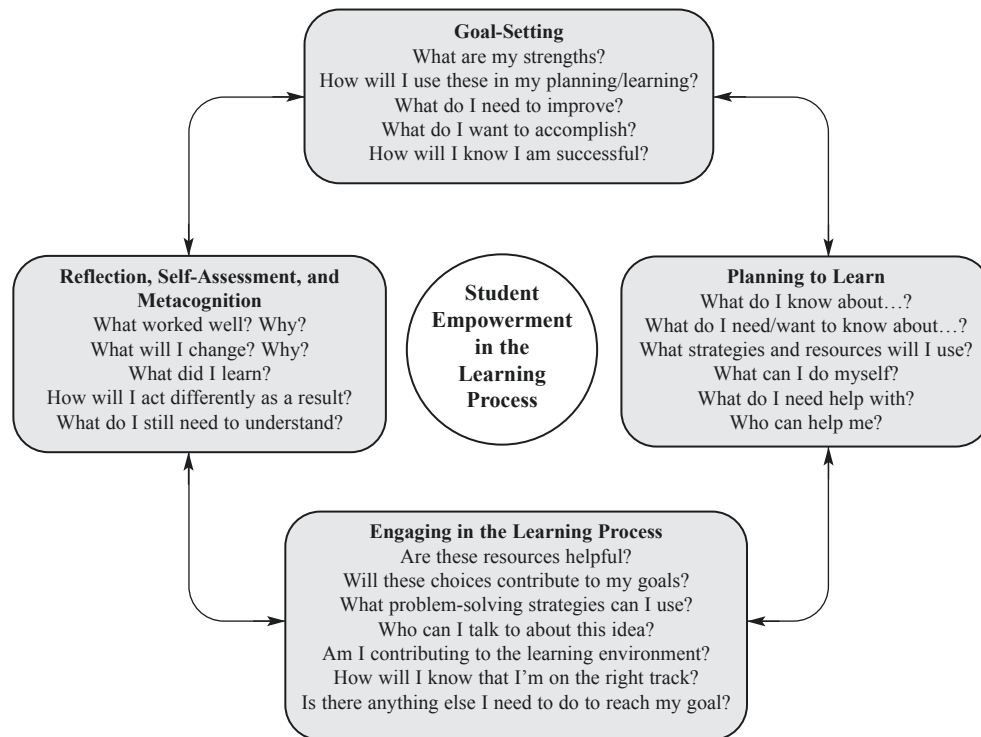 Goal-Setting
What are my strengths?
How will I use these in my planning/learning?
What do I need to improve?
What do I want to accomplish?
How will I know I am successful?
Reflection, Self-Assessment, and
Metacognition
What worked well? Why?
What will I change? Why?
What did I learn?
How will I act differently as a result?
What do I still need to understand?
Student
Empowerment
in the
Learning
Process
Planning to Learn
What do I know about…?
What do I need/want to know about…?
What strategies and resources will I use?
What can I do myself?
What do I need help with?
Who can help me?
Engaging in the Learning Process
Are these resources helpful?
Will these choices contribute to my goals?
What problem-solving strategies can I use?
Who can I talk to about this idea?
Am I contributing to the learning environment?
How will I know that I’m on the right track?
Is there anything else I need to do to reach my goal?